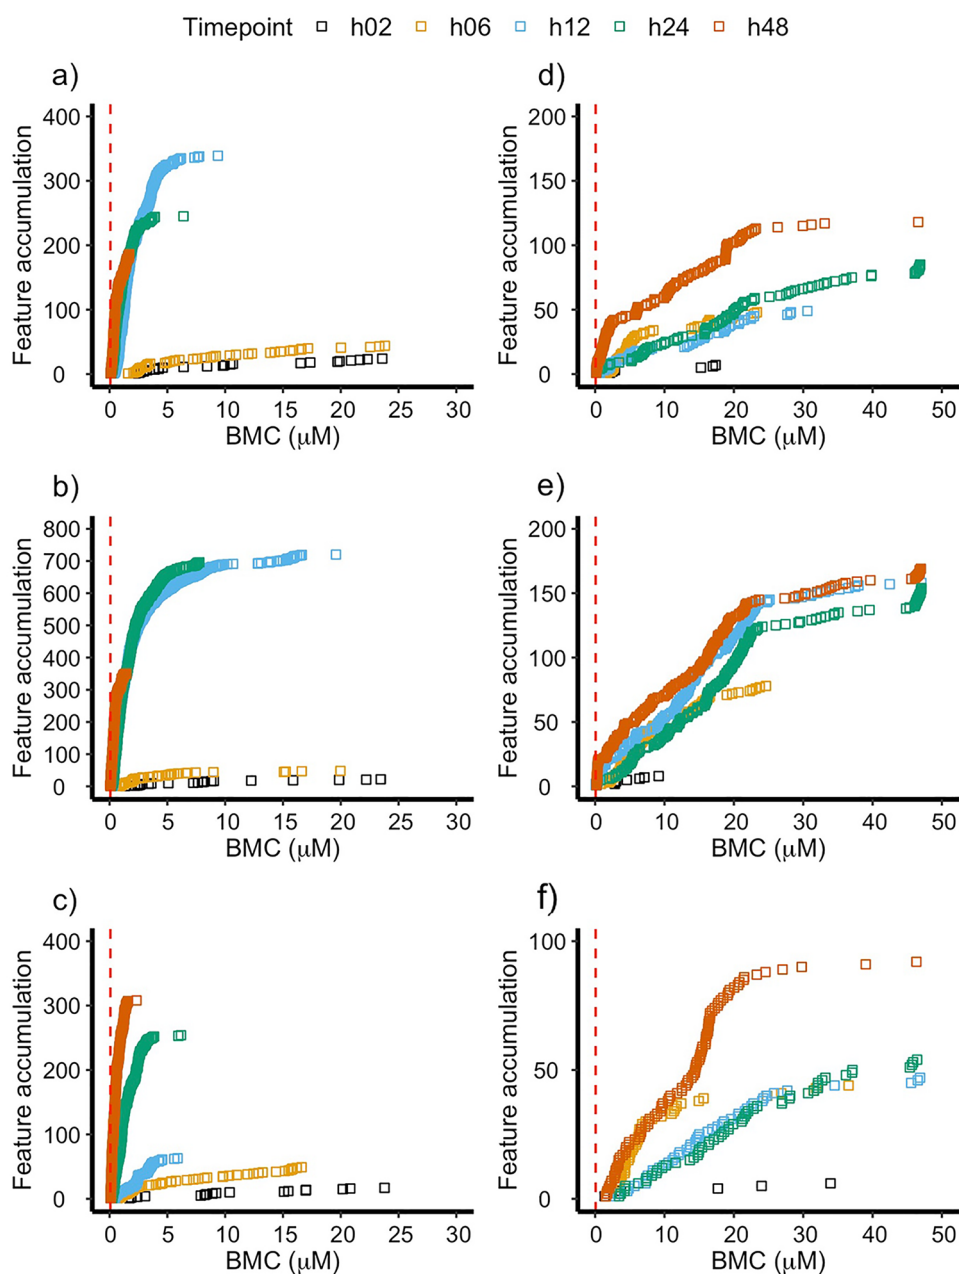 Timepoint h02 h06 h12 h24 h48
a)
Feature accumulation
400
300
200
100
0
0 5 10 15 20 25 30
BMC (μM)
d)
Feature accumulation
200
150
100
50
0
0 10 20 30 40 50
BMC (μM)
b)
Feature accumulation
800
700
600
500
400
300
200
100
0
0 5 10 15 20 25 30
BMC (μM)
e)
Feature accumulation
200
150
100
50
0
0 10 20 30 40 50
BMC (μM)
c)
Feature accumulation
400
300
200
100
0
0 5 10 15 20 25 30
BMC (μM)
f)
Feature accumulation
100
50
0
0 10 20 30 40 50
BMC (μM)